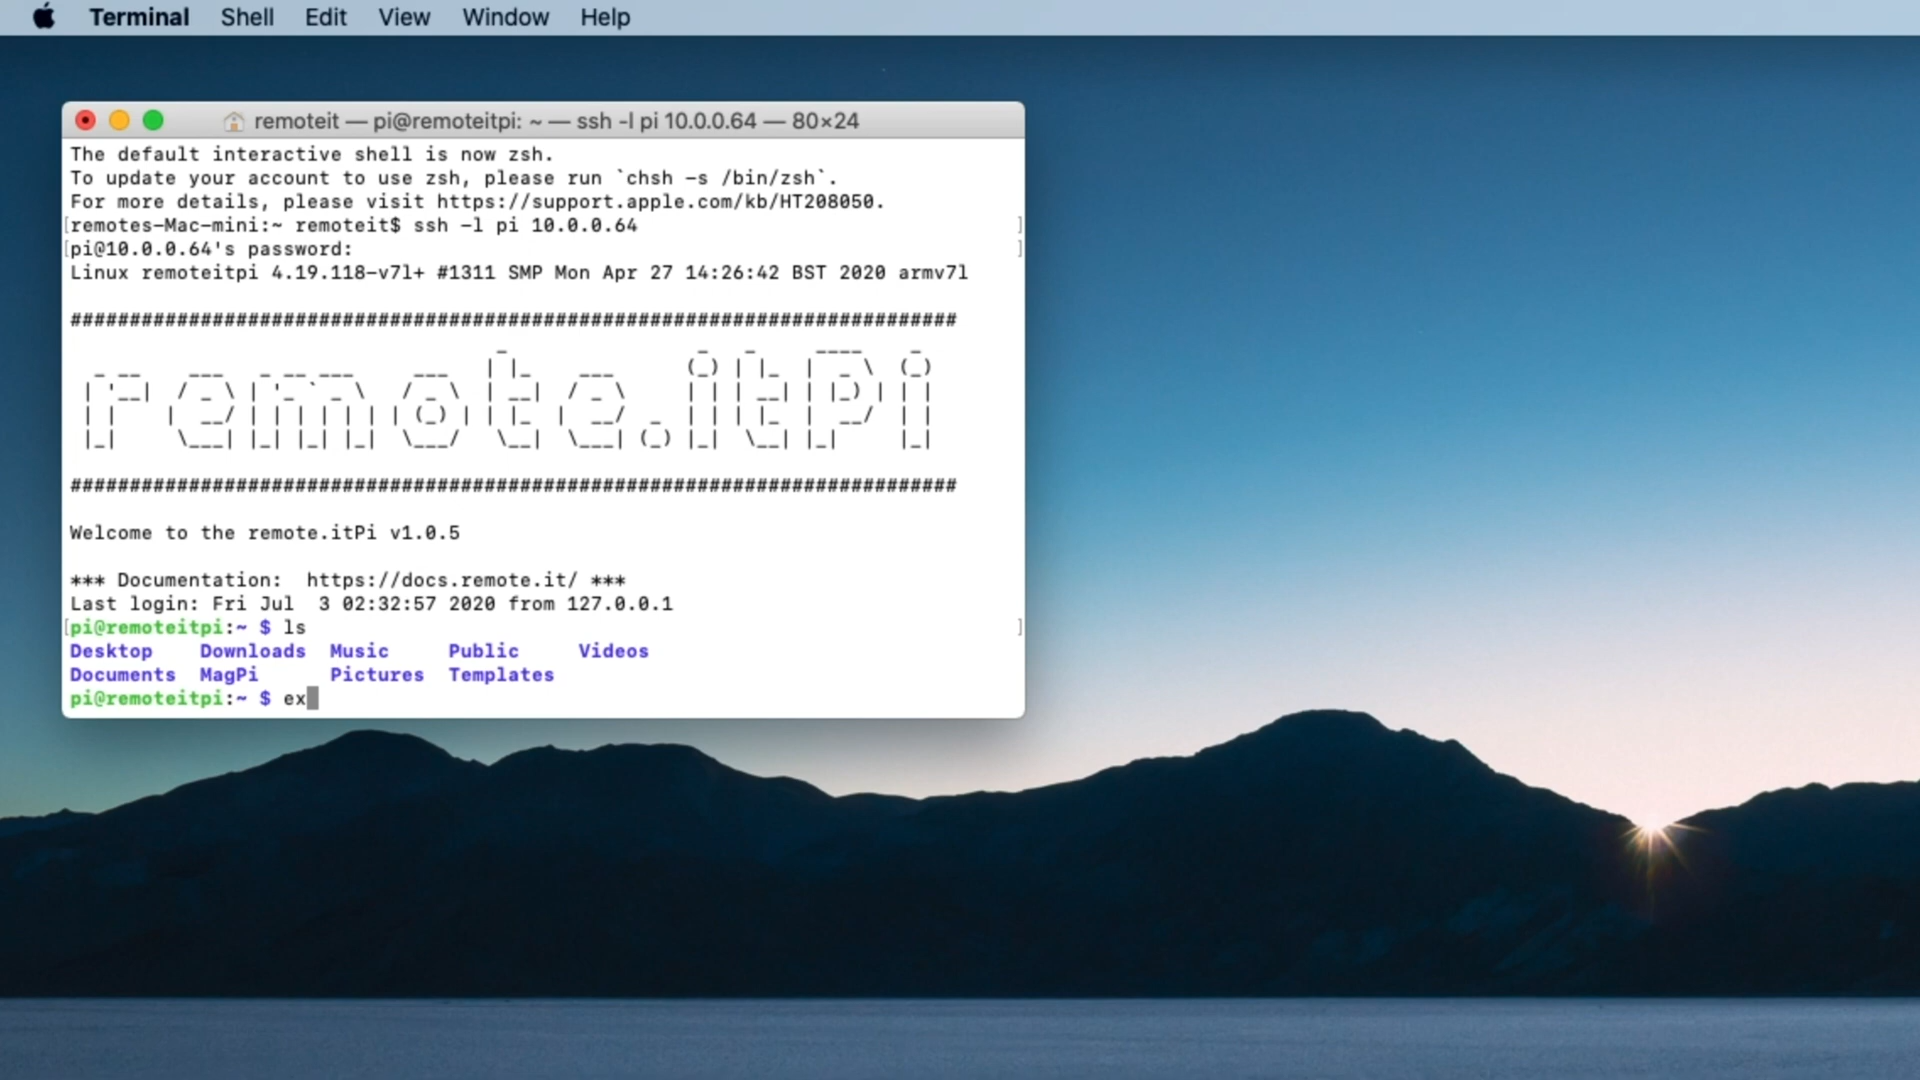 Terminal Shell Edit View Window Help
remoteit — pi@remoteitpi: ~ — ssh -l pi 10.0.0.64 — 80×24
The default interactive shell is now zsh.
To update your account to use zsh, please run `chsh -s /bin/zsh`.
For more details, please visit https://support.apple.com/kb/HT208050.
[remotes-Mac-mini:~ remoteit$ ssh -l pi 10.0.0.64 ]
[pi@10.0.0.64's password: ]
Linux remoteitpi 4.19.118-v7l+ #1311 SMP Mon Apr 27 14:26:42 BST 2020 armv7l
###########################################################################
remote.itPi
###########################################################################
Welcome to the remote.itPi v1.0.5
*** Documentation:  https://docs.remote.it/ ***
Last login: Fri Jul  3 02:32:57 2020 from 127.0.0.1
[pi@remoteitpi:~ $ ls ]
Desktop    Downloads  Music     Public     Videos
Documents  MagPi      Pictures  Templates
pi@remoteitpi:~ $ ex